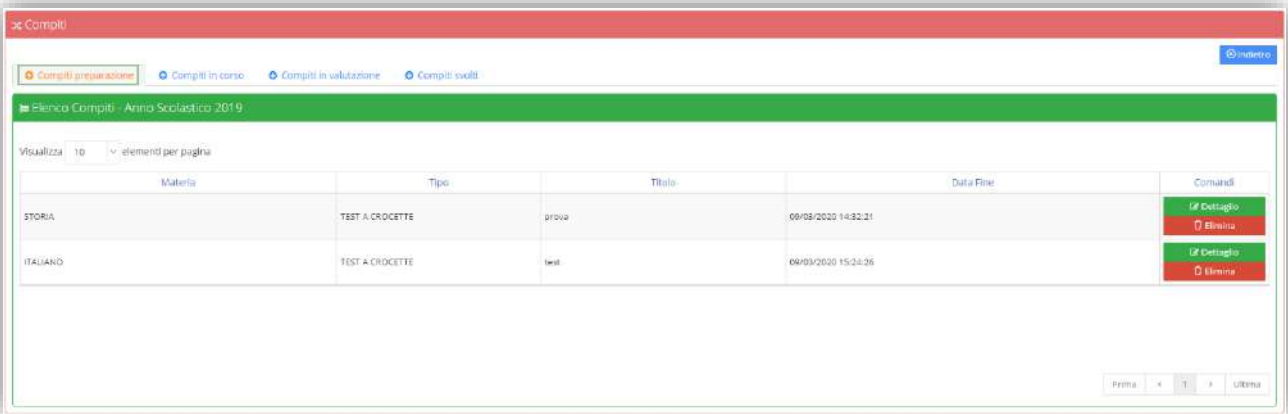 Compiti
Indietro
Compiti preparazione Compiti in corso Compiti in valutazione Compiti svolti
Elenco Compiti - Anno Scolastico 2019
Visualizza 10 elementi per pagina
Materia Tipo Titolo Data Fine Comandi
STORIA TEST A CROCETTE prova 09/03/2020 14:32:21 Dettaglio
Elimina
ITALIANO TEST A CROCETTE test 09/03/2020 15:24:26 Dettaglio
Elimina
Prima < 1 > Ultima